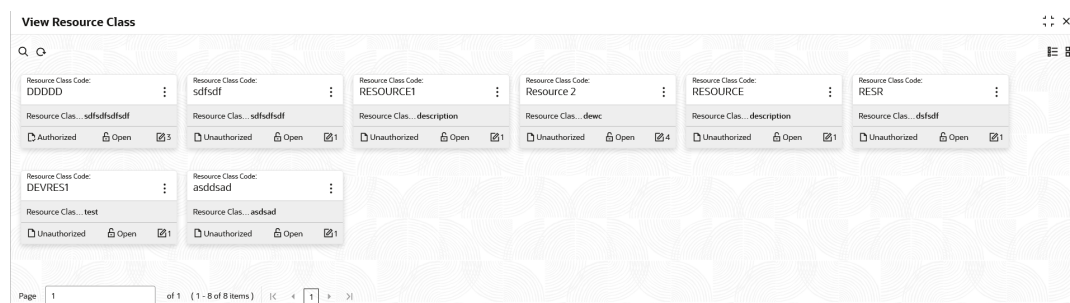 View Resource Class
Resource Class Code:
DDDDD
Resource Clas... sdfsdfsdfsdf
Authorized Open 3
Resource Class Code:
sdfsdf
Resource Clas... sdfsdfsdf
Unauthorized Open 1
Resource Class Code:
RESOURCE1
Resource Clas... description
Unauthorized Open 1
Resource Class Code:
Resource 2
Resource Clas... dewc
Unauthorized Open 4
Resource Class Code:
RESOURCE
Resource Clas... description
Unauthorized Open 1
Resource Class Code:
RESR
Resource Clas... dsfsdf
Unauthorized Open 1
Resource Class Code:
DEVRES1
Resource Clas... test
Unauthorized Open 1
Resource Class Code:
asddsad
Resource Clas... asdsad
Unauthorized Open 1
Page 1 of 1 ( 1 - 8 of 8 items ) 1